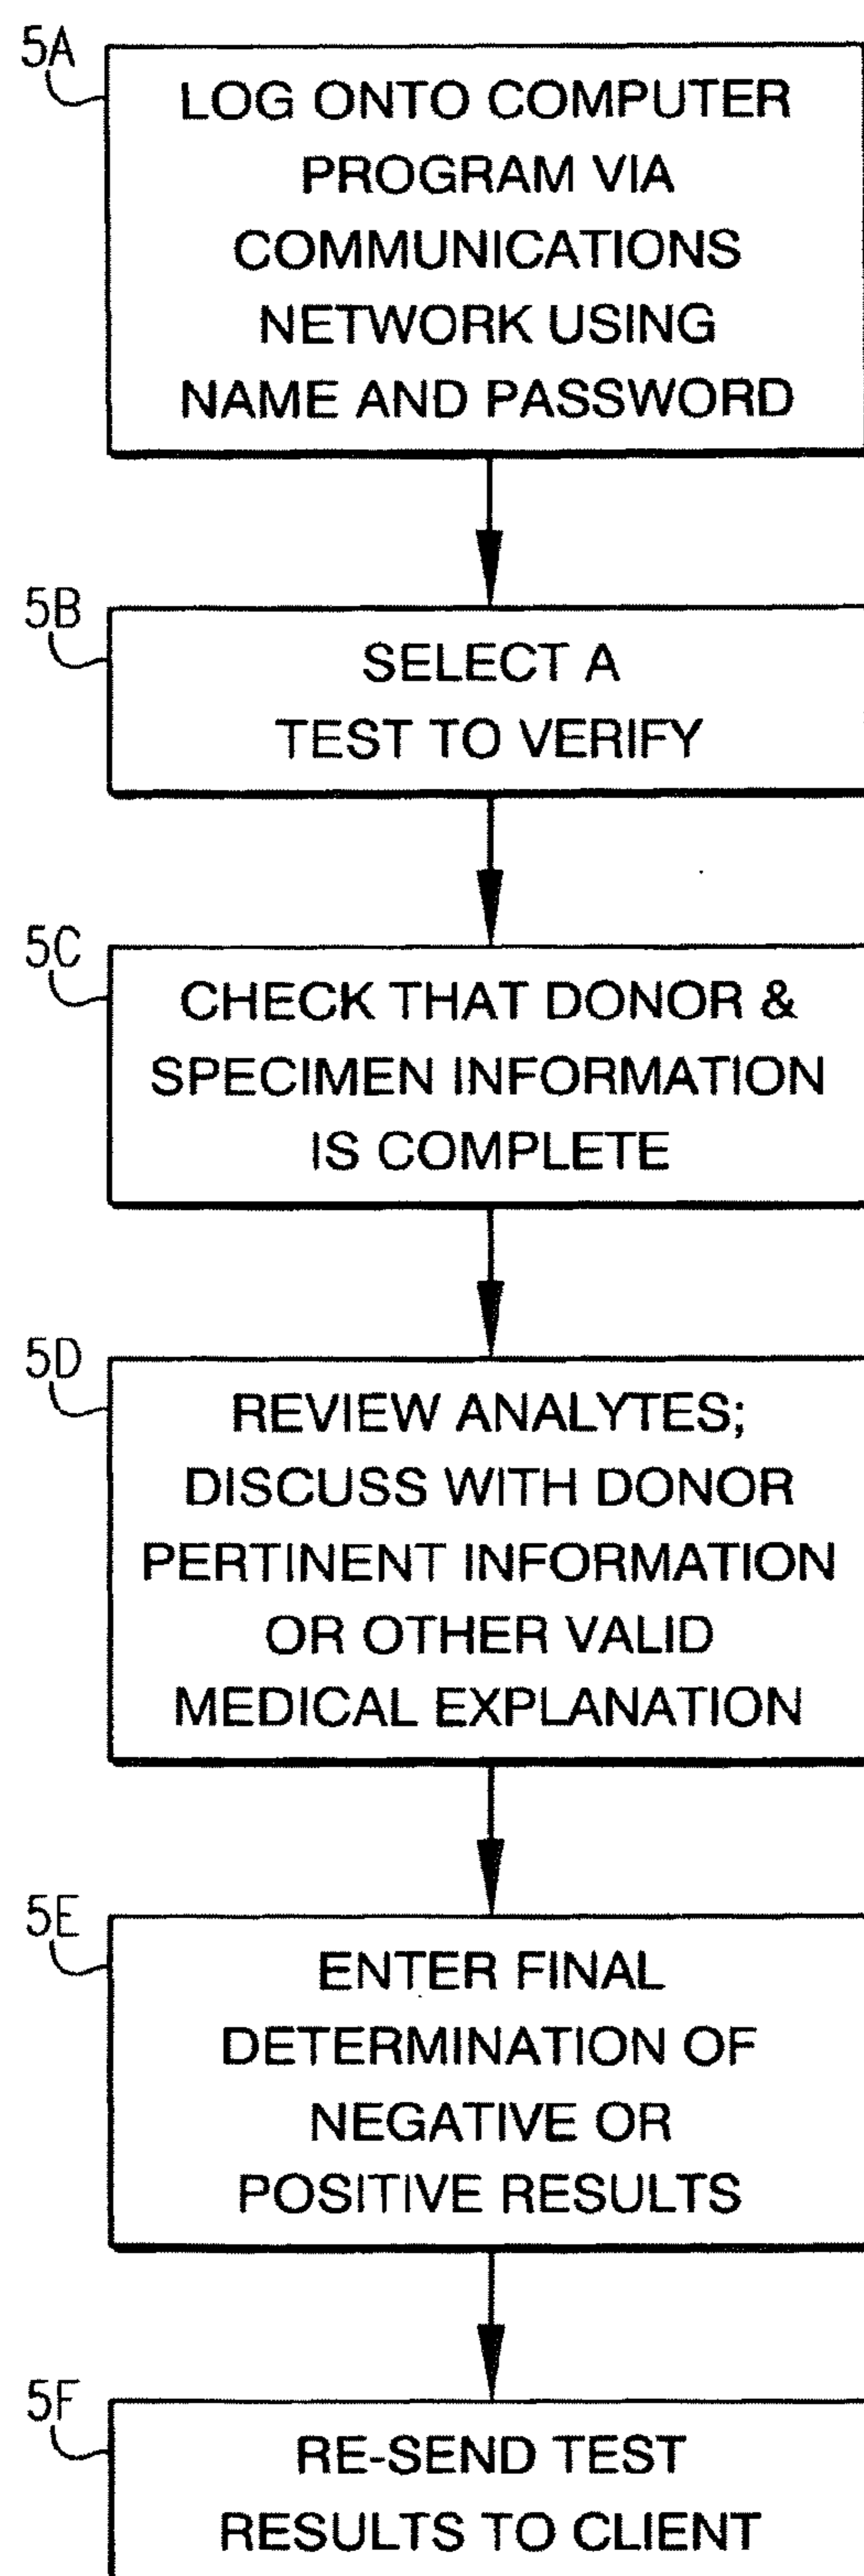 5A
LOG ONTO COMPUTER
PROGRAM VIA
COMMUNICATIONS
NETWORK USING
NAME AND PASSWORD
5B
SELECT A
TEST TO VERIFY
5C
CHECK THAT DONOR &
SPECIMEN INFORMATION
IS COMPLETE
5D
REVIEW ANALYTES;
DISCUSS WITH DONOR
PERTINENT INFORMATION
OR OTHER VALID
MEDICAL EXPLANATION
5E
ENTER FINAL
DETERMINATION OF
NEGATIVE OR
POSITIVE RESULTS
5F
RE-SEND TEST
RESULTS TO CLIENT